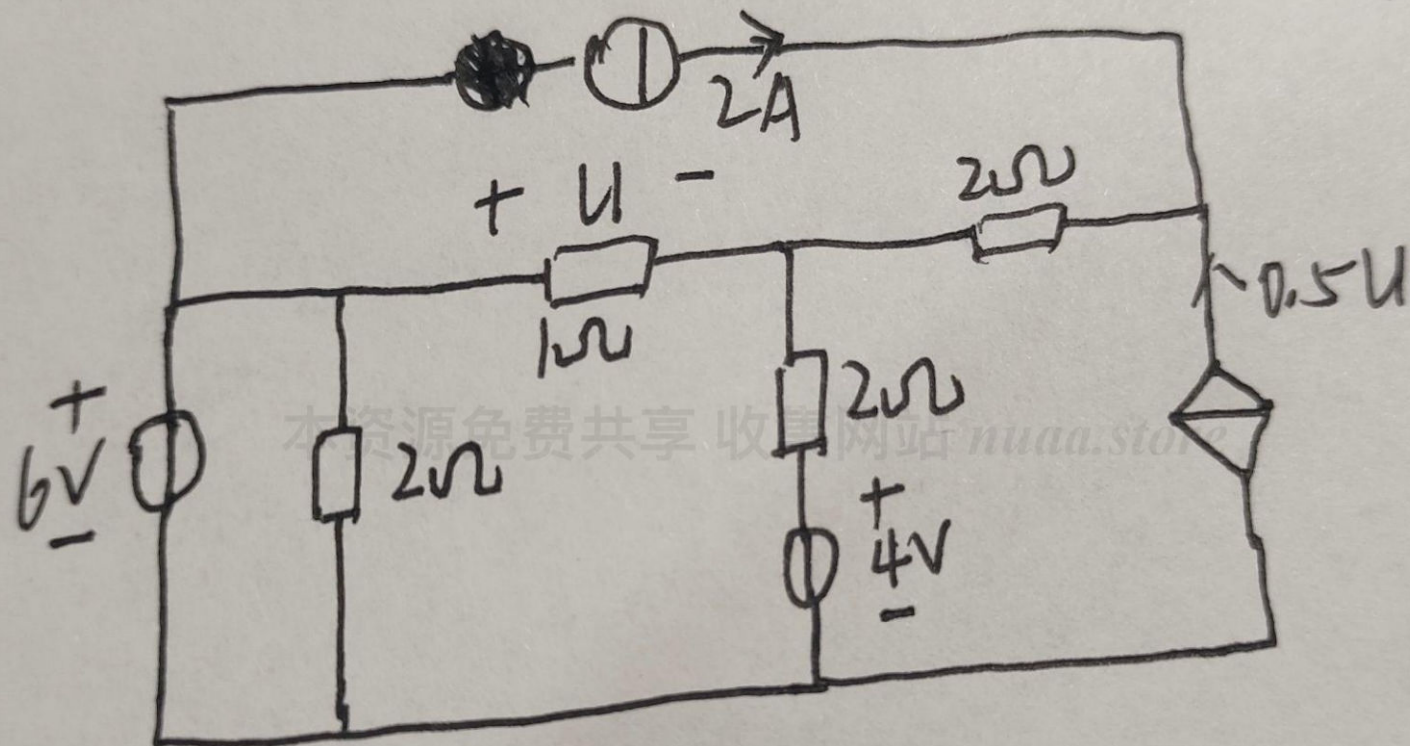 2A
+ U -
2Ω
1Ω
0.5U
+
6V
-
2Ω
2Ω
+
4V
-
本资源免费共享 收售网站 nuaa.store